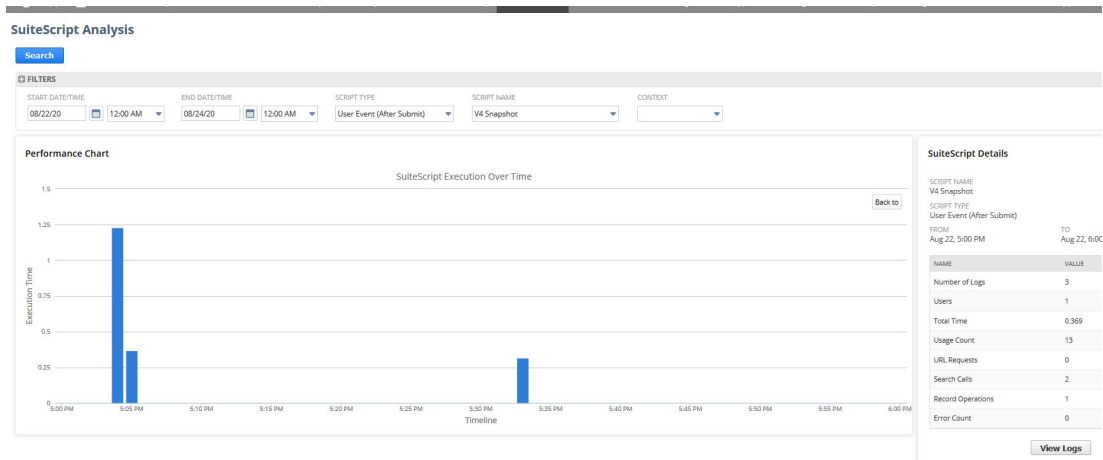 SuiteScript Analysis
Search
FILTERS
START DATE/TIME
END DATE/TIME
SCRIPT TYPE
SCRIPT NAME
CONTEXT
08/22/20
12:00 AM
08/24/20
12:00 AM
User Event (After Submit)
V4 Snapshot
Performance Chart
SuiteScript Execution Over Time
Back to
Execution Time
1.5
1.25
1
0.75
0.5
0.25
0
5:00 PM 5:05 PM 5:10 PM 5:15 PM 5:20 PM 5:25 PM 5:30 PM 5:35 PM 5:40 PM 5:45 PM 5:50 PM 5:55 PM 6:00 PM
Timeline
SuiteScript Details
SCRIPT NAME
V4 Snapshot
SCRIPT TYPE
User Event (After Submit)
FROM TO
Aug 22, 5:00 PM Aug 22, 6:00
NAME VALUE
Number of Logs 3
Users 1
Total Time 0.369
Usage Count 13
URL Requests 0
Search Calls 2
Record Operations 1
Error Count 0
View Logs